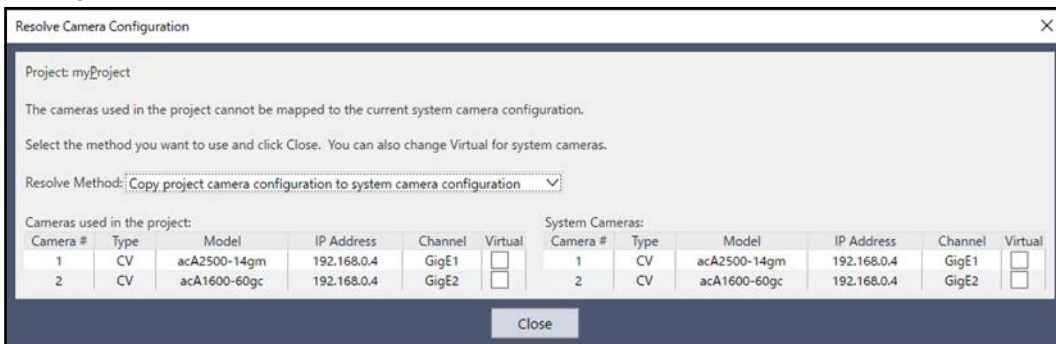 Resolve Camera Configuration
Project: myProject
The cameras used in the project cannot be mapped to the current system camera configuration.
Select the method you want to use and click Close. You can also change Virtual for system cameras.
Resolve Method: Copy project camera configuration to system camera configuration
Cameras used in the project: System Cameras:
Camera # Type Model IP Address Channel Virtual Camera # Type Model IP Address Channel Virtual
1 CV acA2500-14gm 192.168.0.4 GigE1 1 CV acA2500-14gm 192.168.0.4 GigE1
2 CV acA1600-60gc 192.168.0.4 GigE2 2 CV acA1600-60gc 192.168.0.4 GigE2
Close